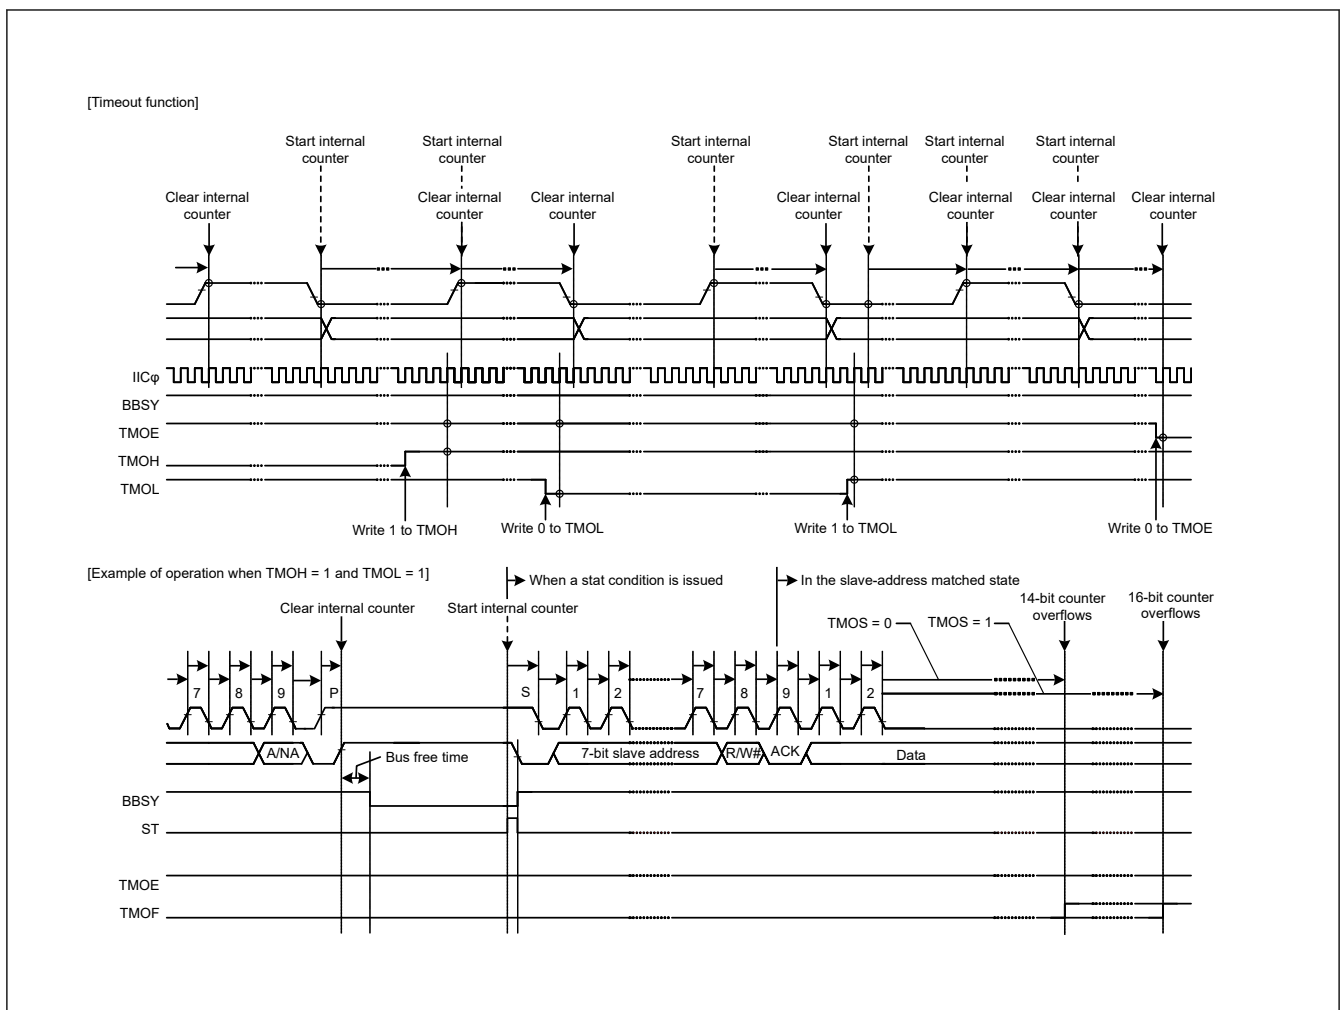 [Timeout function]
Start internal
counter
Start internal
counter
Start internal
counter
Start internal
counter
Start internal
counter
Start internal
counter
Clear internal
counter
Clear internal
counter
Clear internal
counter
Clear internal
counter
Clear internal
counter
Clear internal
counter
Clear internal
counter
IICφ
BBSY
TMOE
TMOH
TMOL
Write 1 to TMOH
Write 0 to TMOL
Write 1 to TMOL
Write 0 to TMOE
[Example of operation when TMOH = 1 and TMOL = 1]
When a stat condition is issued
In the slave-address matched state
Clear internal counter
Start internal counter
14-bit counter
overflows
16-bit counter
overflows
TMOS = 0
TMOS = 1
7 8 9 P S 1 2 7 8 9 1 2
A/NA
7-bit slave address
R/W#
ACK
Data
Bus free time
BBSY
ST
TMOE
TMOF